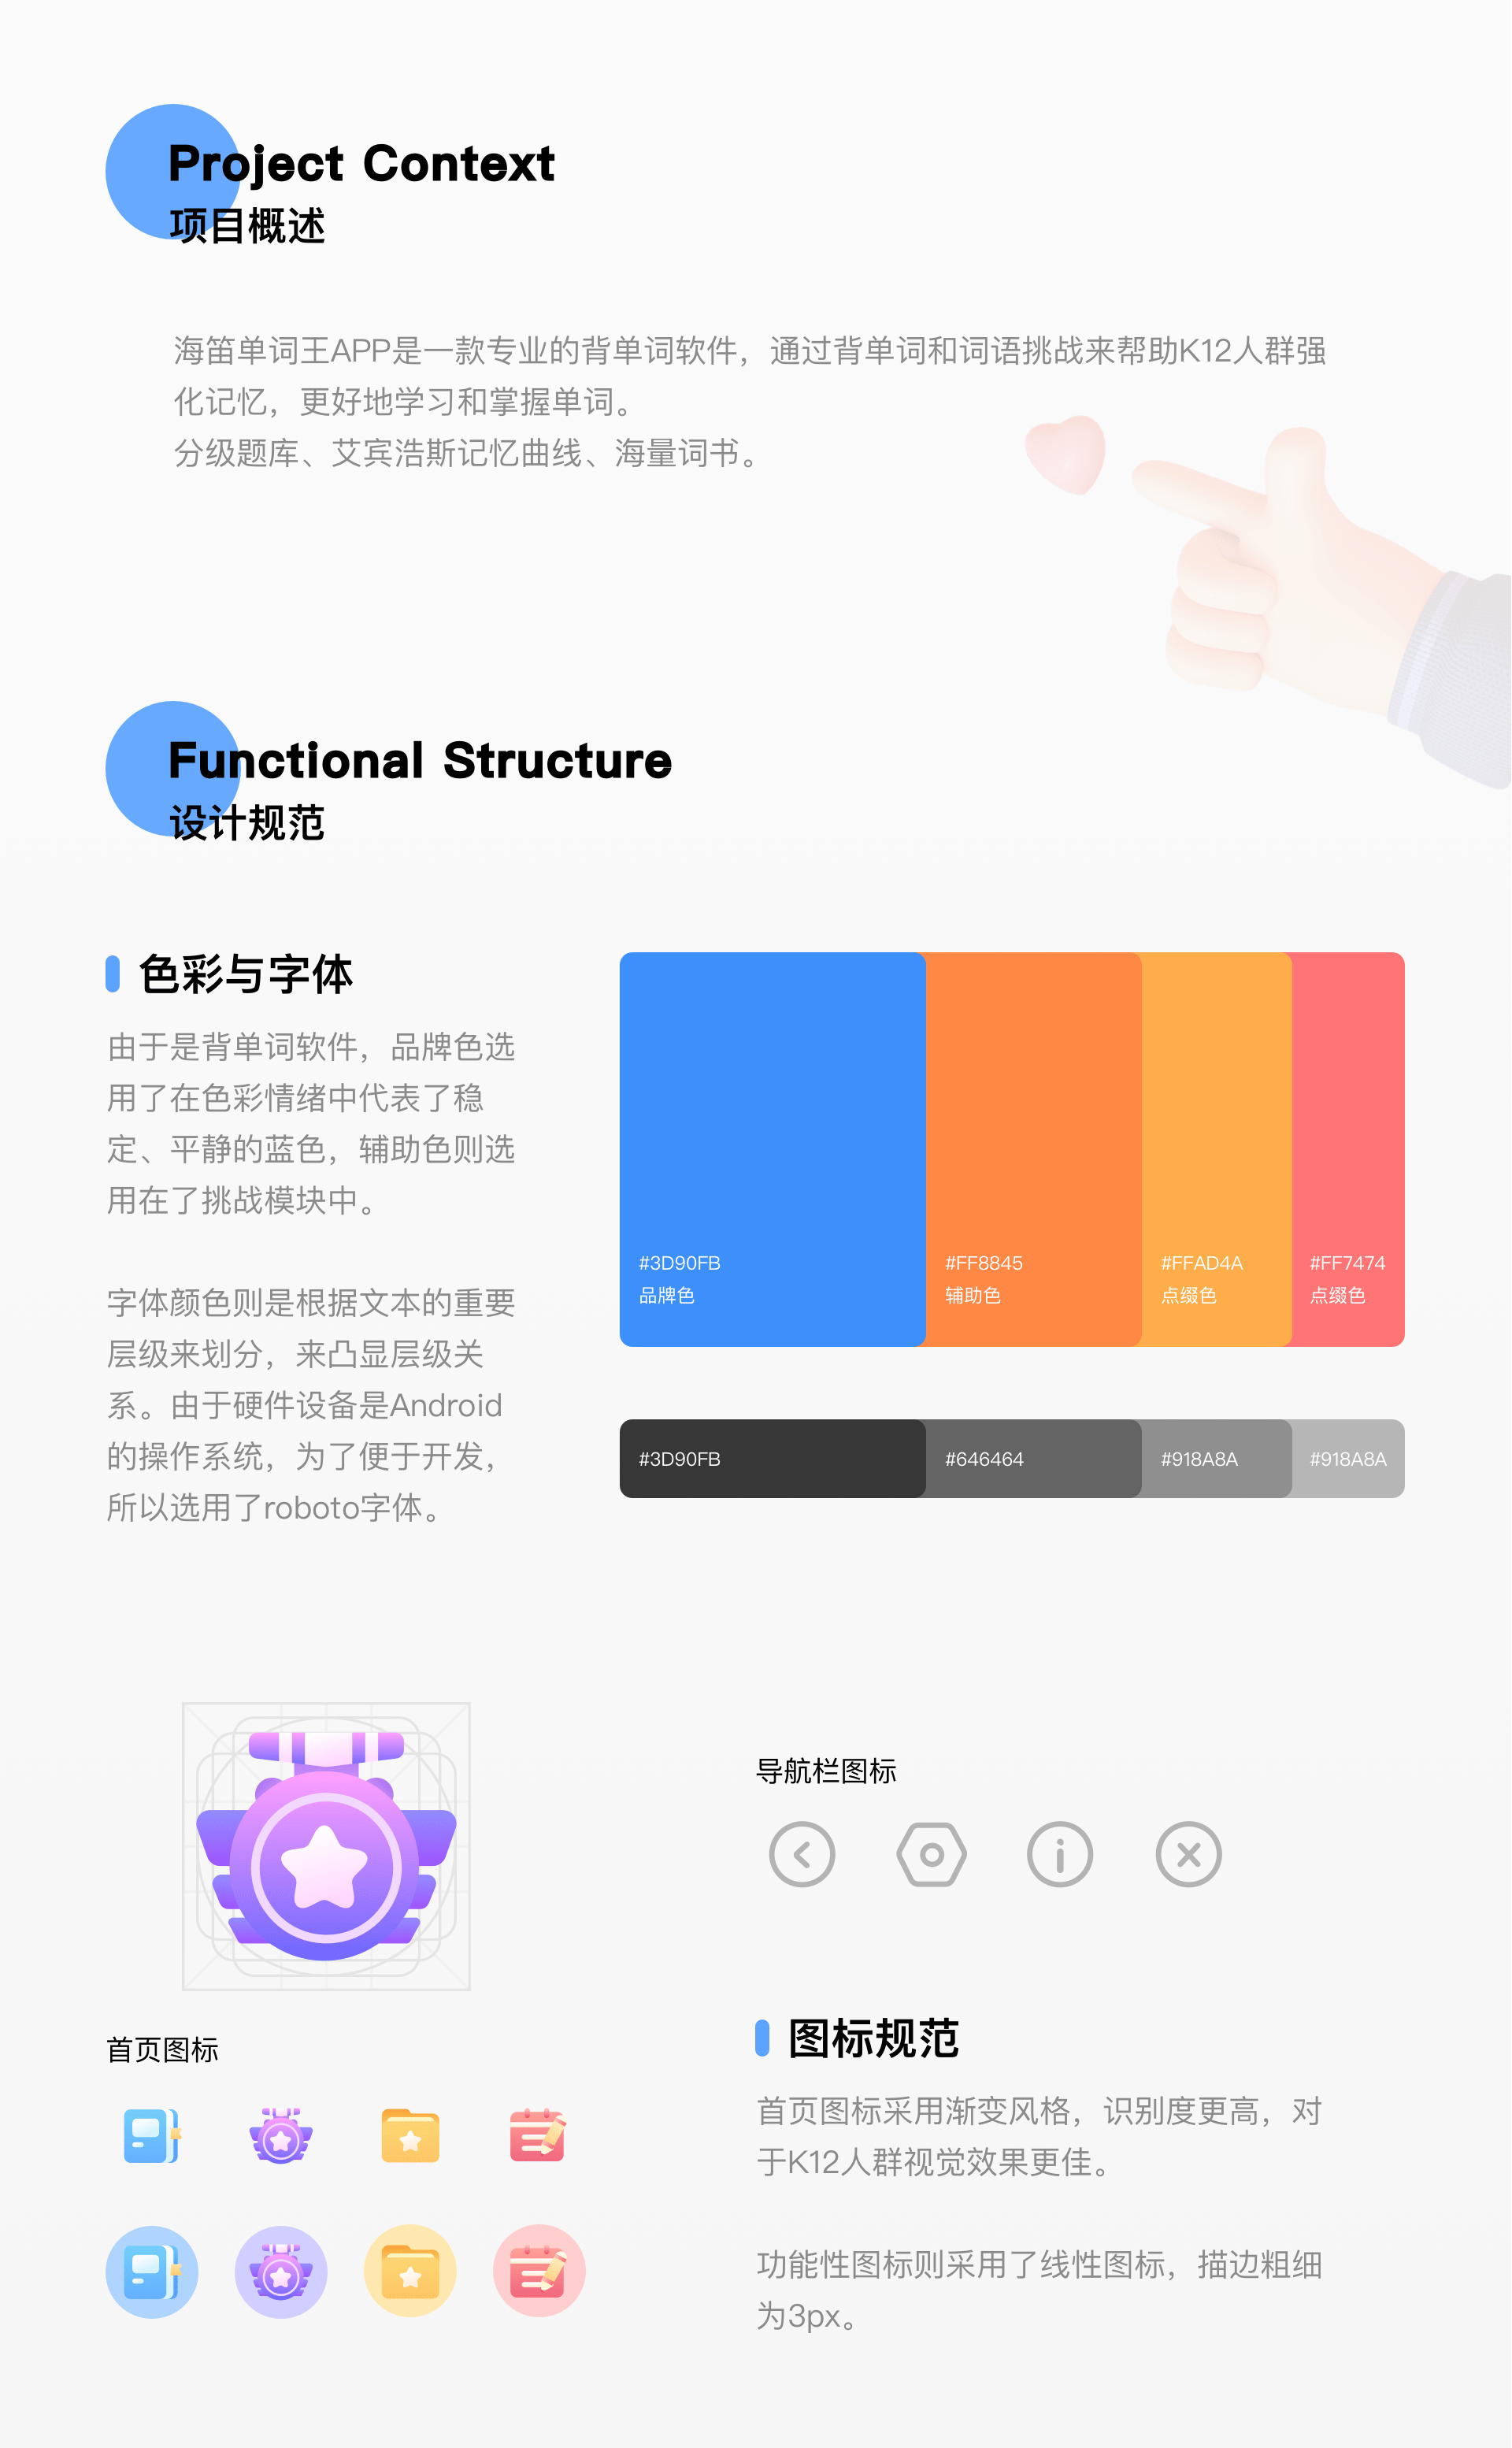 Project Context
项目概述
海笛单词王APP是一款专业的背单词软件，通过背单词和词语挑战来帮助K12人群强
化记忆，更好地学习和掌握单词。
分级题库、艾宾浩斯记忆曲线、海量词书。
Functional Structure
设计规范
色彩与字体
由于是背单词软件，品牌色选
用了在色彩情绪中代表了稳
定、平静的蓝色，辅助色则选
用在了挑战模块中。
字体颜色则是根据文本的重要
层级来划分，来凸显层级关
系。由于硬件设备是Android
的操作系统，为了便于开发，
所以选用了roboto字体。
#3D90FB
品牌色
#FF8845
辅助色
#FFAD4A
点缀色
#FF7474
点缀色
#3D90FB
#646464
#918A8A
#918A8A
首页图标
导航栏图标
图标规范
首页图标采用渐变风格，识别度更高，对
于K12人群视觉效果更佳。
功能性图标则采用了线性图标，描边粗细
为3px。